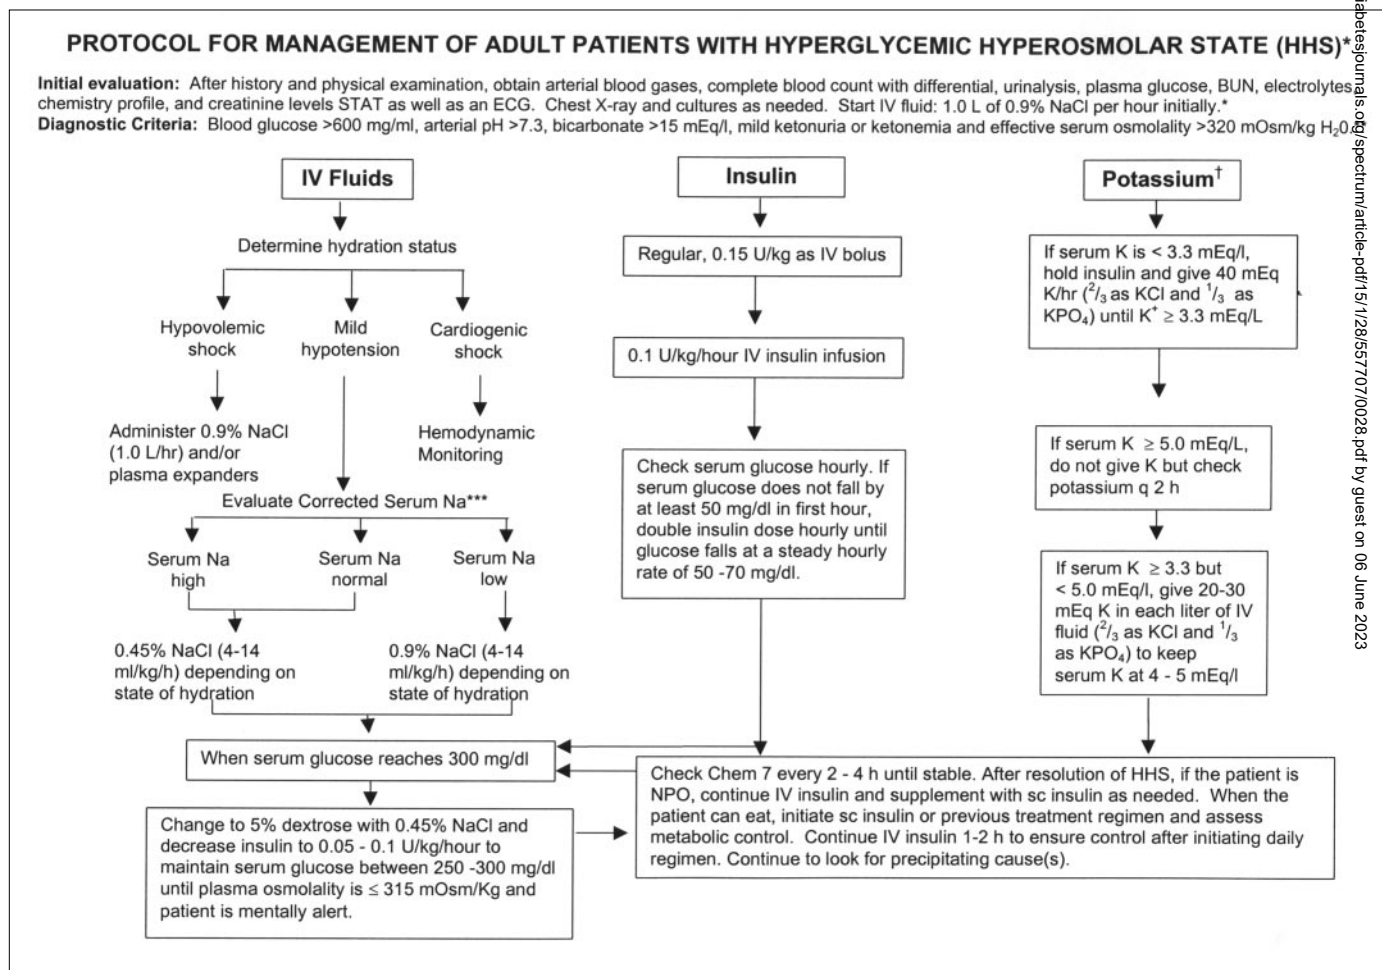 PROTOCOL FOR MANAGEMENT OF ADULT PATIENTS WITH HYPERGLYCEMIC HYPEROSMOLAR STATE (HHS)*
Initial evaluation: After history and physical examination, obtain arterial blood gases, complete blood count with differential, urinalysis, plasma glucose, BUN, electrolytes,
chemistry profile, and creatinine levels STAT as well as an ECG. Chest X-ray and cultures as needed. Start IV fluid: 1.0 L of 0.9% NaCl per hour initially.*
Diagnostic Criteria: Blood glucose >600 mg/ml, arterial pH >7.3, bicarbonate >15 mEq/l, mild ketonuria or ketonemia and effective serum osmolality >320 mOsm/kg H₂0.
IV Fluids
Determine hydration status
Hypovolemic
shock
Mild
hypotension
Cardiogenic
shock
Administer 0.9% NaCl
(1.0 L/hr) and/or
plasma expanders
Hemodynamic
Monitoring
Evaluate Corrected Serum Na***
Serum Na
high
Serum Na
normal
Serum Na
low
0.45% NaCl (4-14
ml/kg/h) depending on
state of hydration
0.9% NaCl (4-14
ml/kg/h) depending on
state of hydration
When serum glucose reaches 300 mg/dl
Change to 5% dextrose with 0.45% NaCl and
decrease insulin to 0.05 - 0.1 U/kg/hour to
maintain serum glucose between 250 -300 mg/dl
until plasma osmolality is ≤ 315 mOsm/Kg and
patient is mentally alert.
Insulin
Regular, 0.15 U/kg as IV bolus
0.1 U/kg/hour IV insulin infusion
Check serum glucose hourly. If
serum glucose does not fall by
at least 50 mg/dl in first hour,
double insulin dose hourly until
glucose falls at a steady hourly
rate of 50 -70 mg/dl.
Potassium†
If serum K is < 3.3 mEq/l,
hold insulin and give 40 mEq
K/hr (2/3 as KCl and 1/3 as
KPO₄) until K⁺ ≥ 3.3 mEq/L
If serum K ≥ 5.0 mEq/L,
do not give K but check
potassium q 2 h
If serum K ≥ 3.3 but
< 5.0 mEq/l, give 20-30
mEq K in each liter of IV
fluid (2/3 as KCl and 1/3
as KPO₄) to keep
serum K at 4 - 5 mEq/l
Check Chem 7 every 2 - 4 h until stable. After resolution of HHS, if the patient is
NPO, continue IV insulin and supplement with sc insulin as needed. When the
patient can eat, initiate sc insulin or previous treatment regimen and assess
metabolic control. Continue IV insulin 1-2 h to ensure control after initiating daily
regimen. Continue to look for precipitating cause(s).
iabetesjournals.org/spectrum/article-pdf/15/1/28/557707/0028.pdf by guest on 06 June 2023